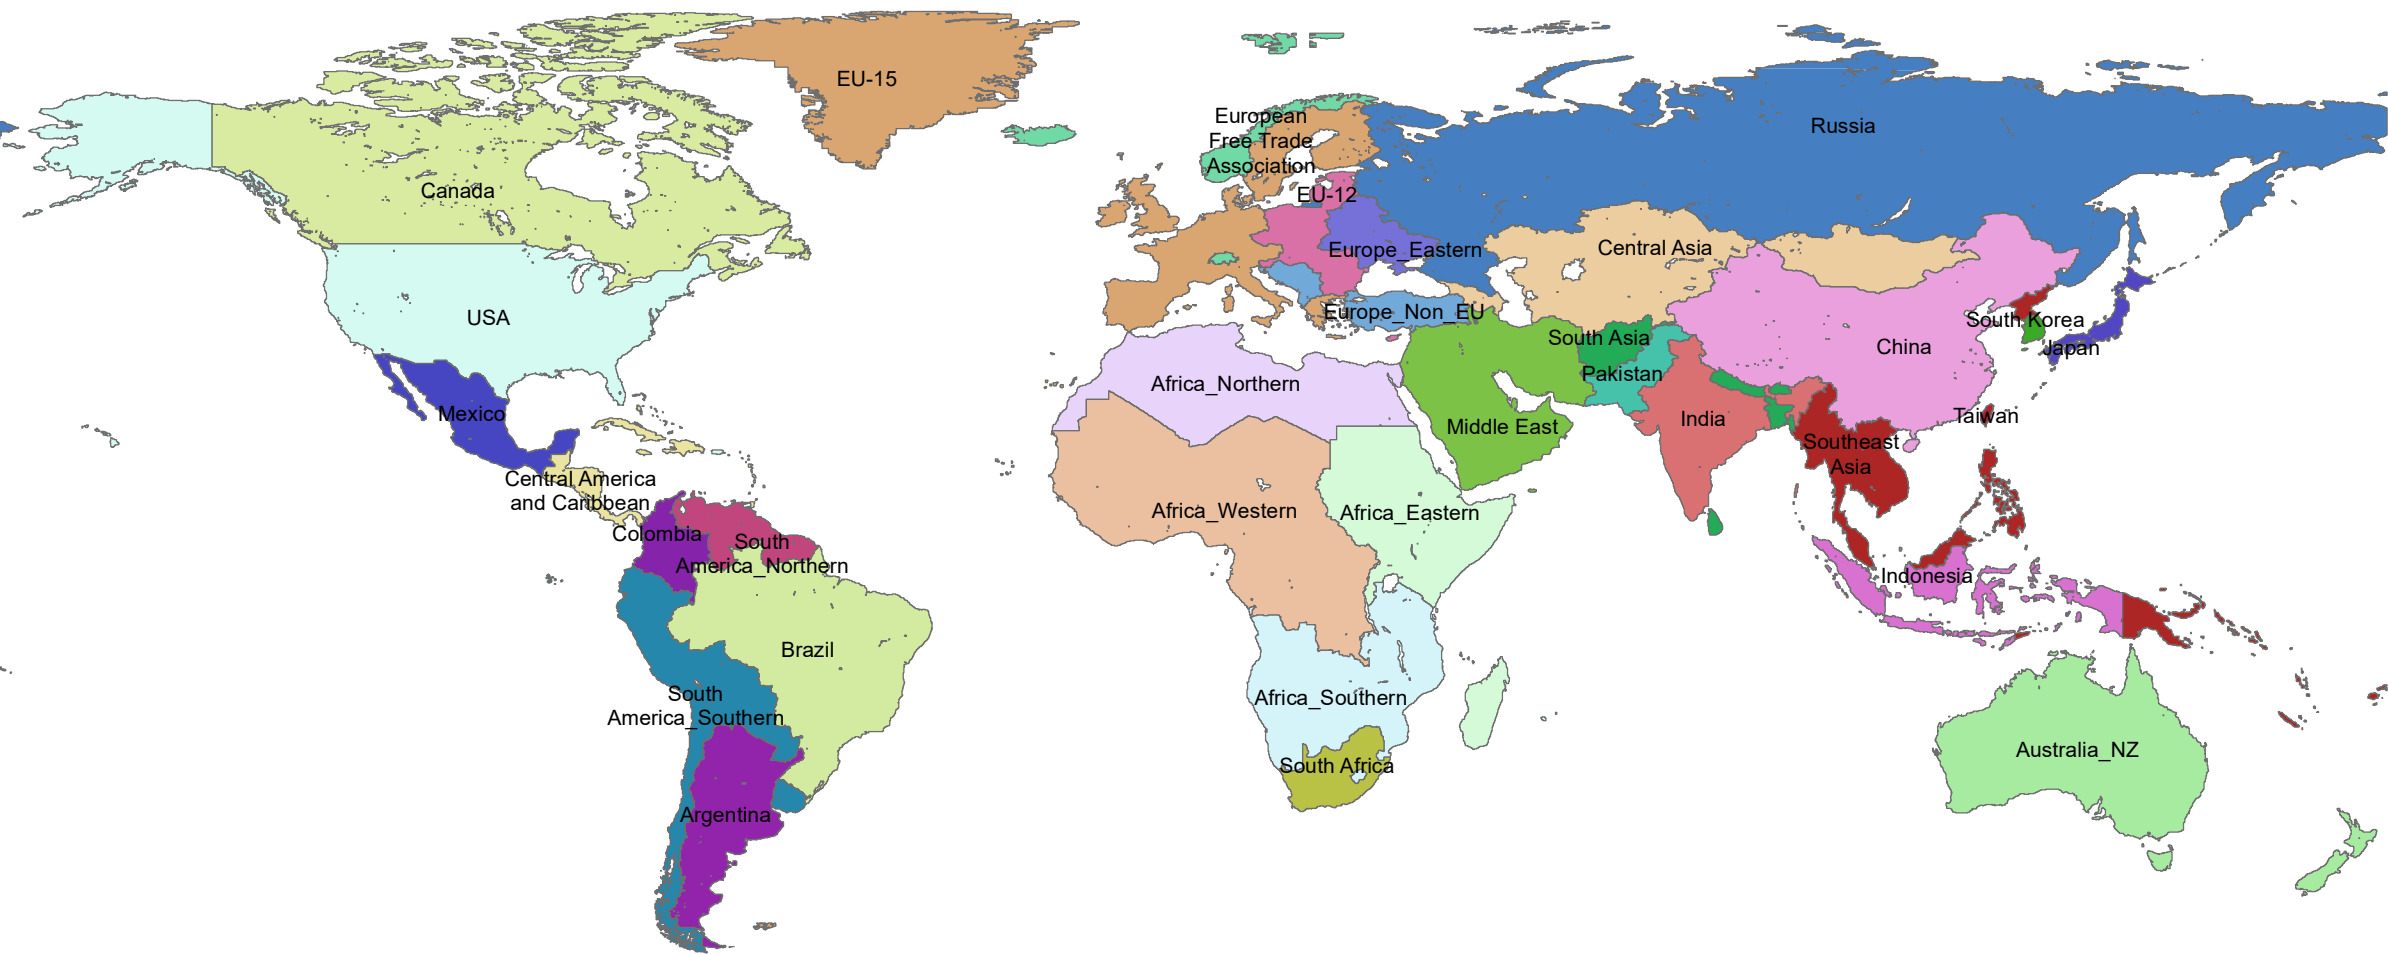 EU-15
European
Free Trade
Association
Russia
Canada
EU-12
Europe_Eastern
Central Asia
USA
Europe_Non_EU
South Korea
South Asia
China
Japan
Pakistan
Africa_Northern
Mexico
India
Taiwan
Middle East
Southeast
Asia
Central America
and Caribbean
Africa_Western
Africa_Eastern
Colombia
South
America_Northern
Indonesia
Brazil
South
America_Southern
Africa_Southern
Australia_NZ
South Africa
Argentina